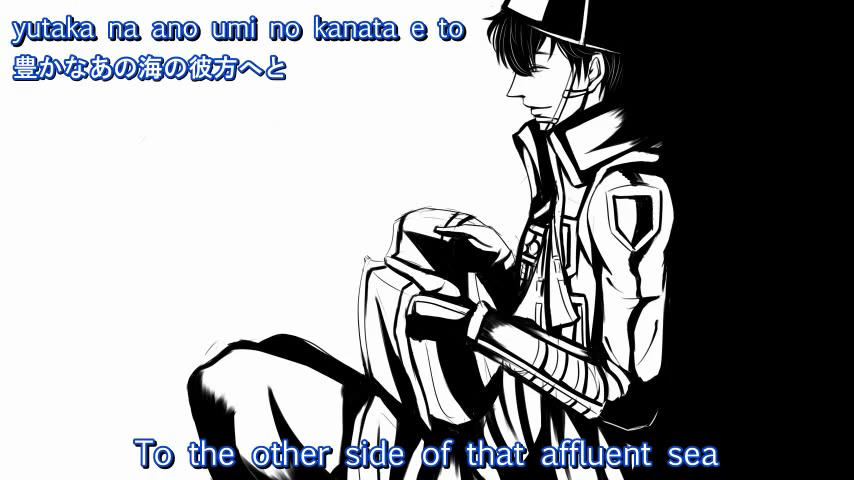 yutaka na ano umi no kanata e to
豊かなあの海の彼方へと
To the other side of that affluent sea